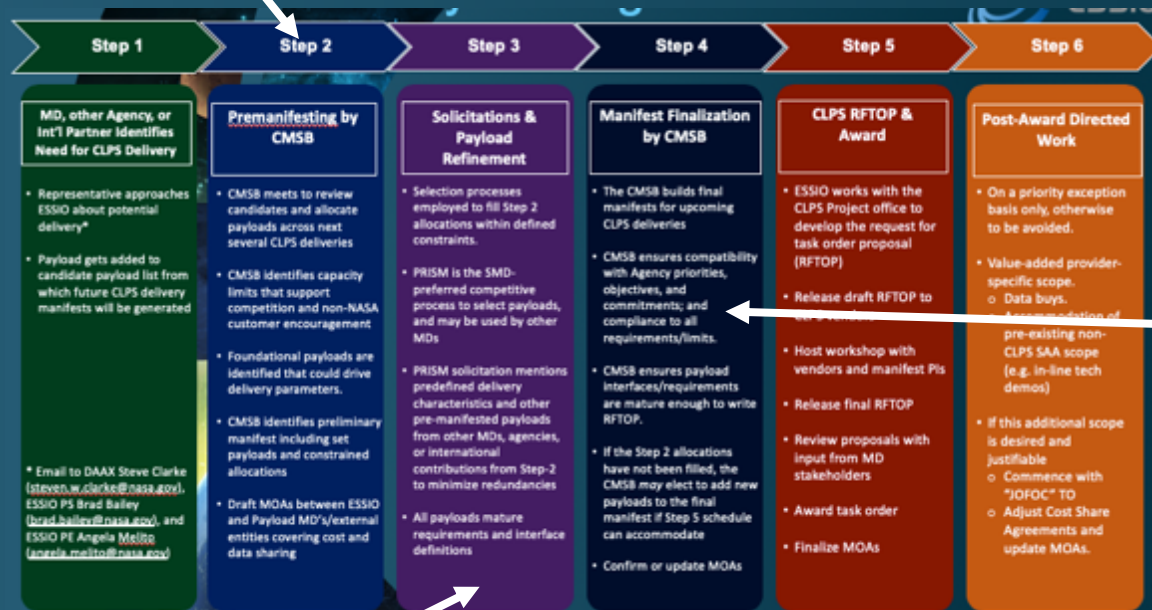 Step 1
Step 2
Step 3
Step 4
Step 5
Step 6
MD, other Agency, or
Int'l Partner Identifies
Need for CLPS Delivery
• Representative approaches
ESSIO about potential
delivery*
• Payload gets added to
candidate payload list from
which future CLPS delivery
manifests will be generated
* Email to DAAX Steve Clarke
(steven.w.clarke@nasa.gov),
ESSIO PS Brad Bailey
(brad.bailey@nasa.gov), and
ESSIO PE Angela Melito
(angela.melito@nasa.gov)
Premanifesting by
CMSB
• CMSB meets to review
candidates and allocate
payloads across next
several CLPS deliveries
• CMSB identifies capacity
limits that support
competition and non-NASA
customer encouragement
• Foundational payloads are
identified that could drive
delivery parameters.
• CMSB identifies preliminary
manifest including set
payloads and constrained
allocations
• Draft MOAs between ESSIO
and Payload MD's/external
entities covering cost and
data sharing
Solicitations &
Payload
Refinement
• Selection processes
employed to fill Step 2
allocations within defined
constraints.
• PRISM is the SMD-
preferred competitive
process to select payloads,
and may be used by other
MDs
• PRISM solicitation mentions
predefined delivery
characteristics and other
pre-manifested payloads
from other MDs, agencies,
or international
contributions from Step-2
to minimize redundancies
• All payloads mature
requirements and interface
definitions
Manifest Finalization
by CMSB
• The CMSB builds final
manifests for upcoming
CLPS deliveries
• CMSB ensures compatibility
with Agency priorities,
objectives, and
commitments; and
compliance to all
requirements/limits.
• CMSB ensures payload
interfaces/requirements
are mature enough to write
RFTOP.
• If the Step 2 allocations
have not been filled, the
CMSB may elect to add new
payloads to the final
manifest if Step 5 schedule
can accommodate
• Confirm or update MOAs
CLPS RFTOP &
Award
• ESSIO works with the
CLPS Project office to
develop the request for
task order proposal
(RFTOP)
• Release draft RFTOP to
• Host workshop with
vendors and manifest PIs
• Release final RFTOP
• Review proposals with
input from MD
stakeholders
• Award task order
• Finalize MOAs
Post-Award Directed
Work
• On a priority exception
basis only, otherwise
to be avoided.
• Value-added provider-
specific scope.
o Data buys.
o Accommodation of
pre-existing non-
CLPS SAA scope
(e.g. in-line tech
demos)
• If this additional scope
is desired and
justifiable
o Commence with
"JOFOC" TO
o Adjust Cost Share
Agreements and
update MOAs.